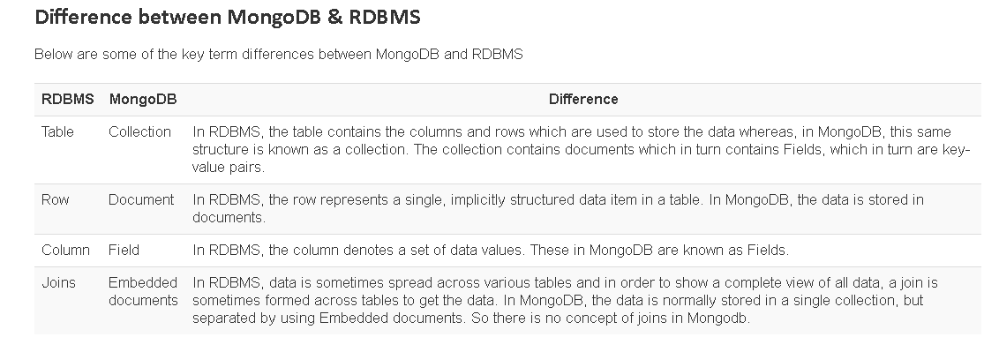 Difference between MongoDB & RDBMS
Below are some of the key term differences between MongoDB and RDBMS
RDBMS MongoDB Difference
Table Collection In RDBMS, the table contains the columns and rows which are used to store the data whereas, in MongoDB, this same
structure is known as a collection. The collection contains documents which in turn contains Fields, which in turn are key-
value pairs.
Row Document In RDBMS, the row represents a single, implicitly structured data item in a table. In MongoDB, the data is stored in
documents.
Column Field In RDBMS, the column denotes a set of data values. These in MongoDB are known as Fields.
Joins Embedded In RDBMS, data is sometimes spread across various tables and in order to show a complete view of all data, a join is
documents sometimes formed across tables to get the data. In MongoDB, the data is normally stored in a single collection, but
separated by using Embedded documents. So there is no concept of joins in Mongodb.